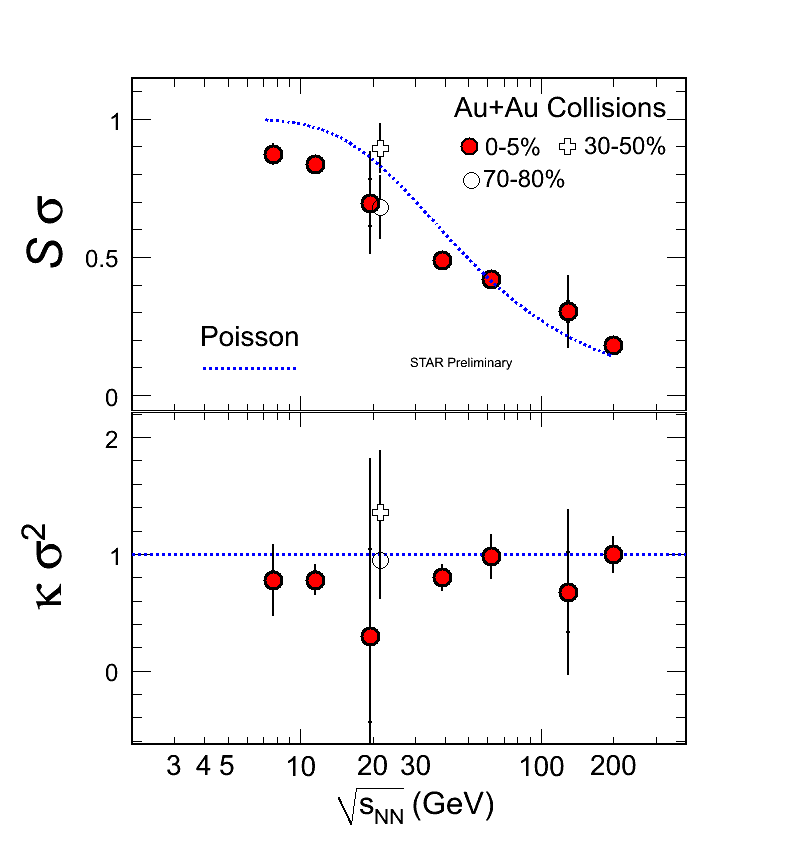 Au+Au Collisions
0-5% 30-50%
70-80%
1
0.5
0
S σ
Poisson
STAR Preliminary
2
1
0
κ σ²
3 4 5 10 20 30 100 200
√sNN (GeV)